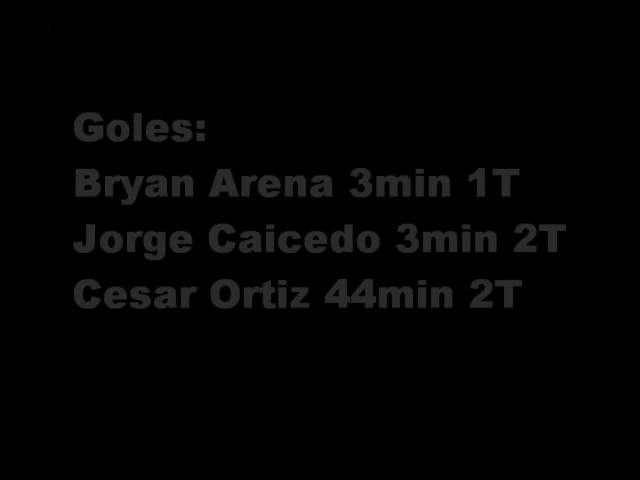 Goles:
Bryan Arena 3min 1T
Jorge Caicedo 3min 2T
Cesar Ortiz 44min 2T